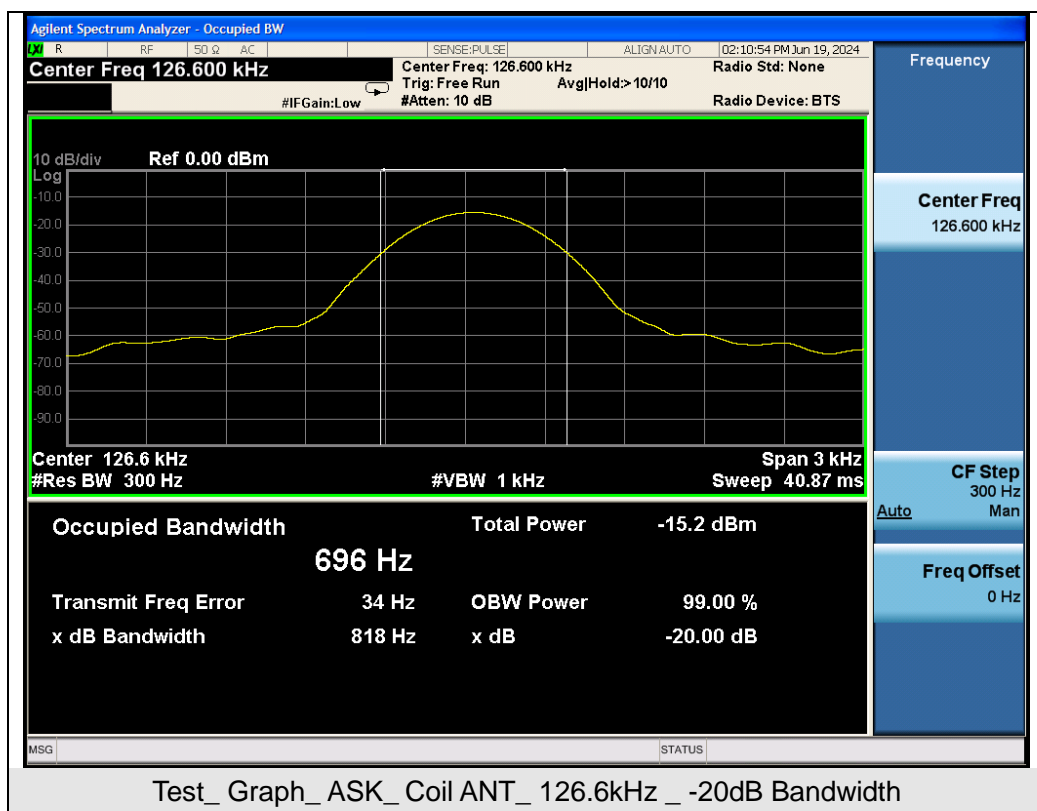 Agilent Spectrum Analyzer - Occupied BW
LXI R RF 50 Ω AC SENSE:PULSE ALIGN AUTO 02:10:54 PM Jun 19, 2024
Center Freq 126.600 kHz
Center Freq: 126.600 kHz
Radio Std: None
Trig: Free Run Avg|Hold:> 10/10
#IFGain:Low
#Atten: 10 dB
Radio Device: BTS
10 dB/div Ref 0.00 dBm
Log
-10.0
-20.0
-30.0
-40.0
-50.0
-60.0
-70.0
-80.0
-90.0
Center 126.6 kHz Span 3 kHz
#Res BW 300 Hz #VBW 1 kHz Sweep 40.87 ms
Occupied Bandwidth Total Power -15.2 dBm
696 Hz
Transmit Freq Error 34 Hz OBW Power 99.00 %
x dB Bandwidth 818 Hz x dB -20.00 dB
MSG STATUS
Frequency
Center Freq
126.600 kHz
CF Step
300 Hz
Auto Man
Freq Offset
0 Hz
Test_ Graph_ ASK_ Coil ANT_ 126.6kHz _ -20dB Bandwidth